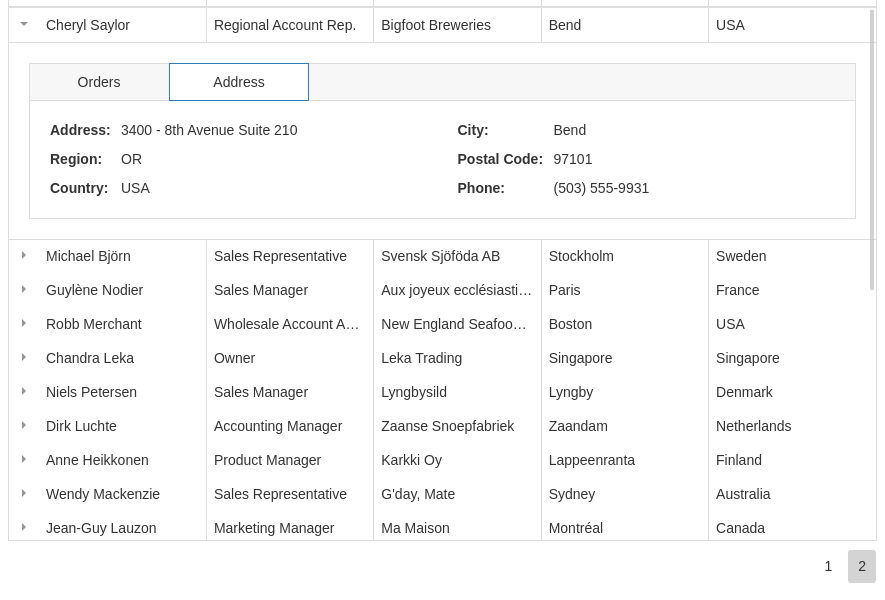 Cheryl Saylor Regional Account Rep. Bigfoot Breweries Bend USA
Orders Address
Address: 3400 - 8th Avenue Suite 210 City: Bend
Region: OR Postal Code: 97101
Country: USA Phone: (503) 555-9931
Michael Björn Sales Representative Svensk Sjöföda AB Stockholm Sweden
Guylène Nodier Sales Manager Aux joyeux ecclésiasti… Paris France
Robb Merchant Wholesale Account A… New England Seafoo… Boston USA
Chandra Leka Owner Leka Trading Singapore Singapore
Niels Petersen Sales Manager Lyngbysild Lyngby Denmark
Dirk Luchte Accounting Manager Zaanse Snoepfabriek Zaandam Netherlands
Anne Heikkonen Product Manager Karkki Oy Lappeenranta Finland
Wendy Mackenzie Sales Representative G'day, Mate Sydney Australia
Jean-Guy Lauzon Marketing Manager Ma Maison Montréal Canada
1 2